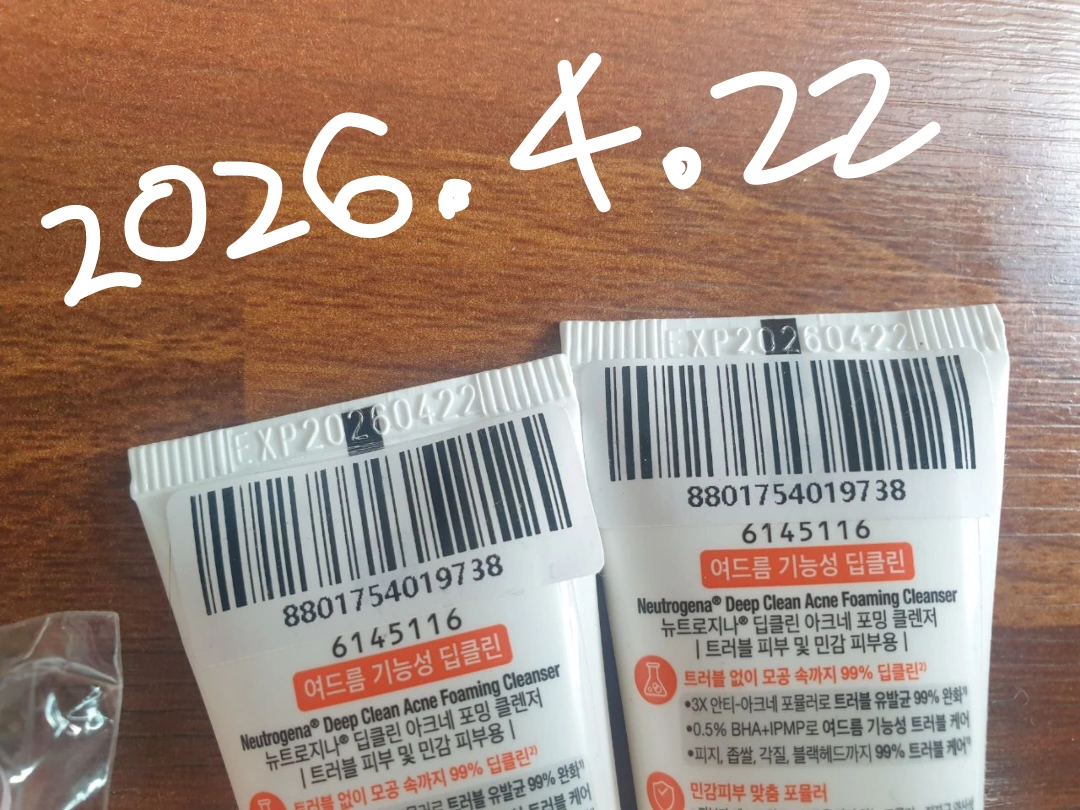 2026.4.22
EXP20260422
8801754019738
6145116
여드름 기능성 딥클린
Neutrogena® Deep Clean Acne Foaming Cleanser
뉴트로지나® 딥클린 아크네 포밍 클렌저
| 트러블 피부 및 민감 피부용 |
트러블 없이 모공 속까지 99% 딥클린²⁾
EXP20260422
8801754019738
6145116
여드름 기능성 딥클린
Neutrogena® Deep Clean Acne Foaming Cleanser
뉴트로지나® 딥클린 아크네 포밍 클렌저
| 트러블 피부 및 민감 피부용 |
트러블 없이 모공 속까지 99% 딥클린²⁾
•3X 안티-아크네 포뮬러로 트러블 유발균 99% 완화¹⁾
•0.5% BHA+IPMP로 여드름 기능성 트러블 케어
•피지, 좁쌀, 각질, 블랙헤드까지 99% 트러블 케어
민감피부 맞춤 포뮬러